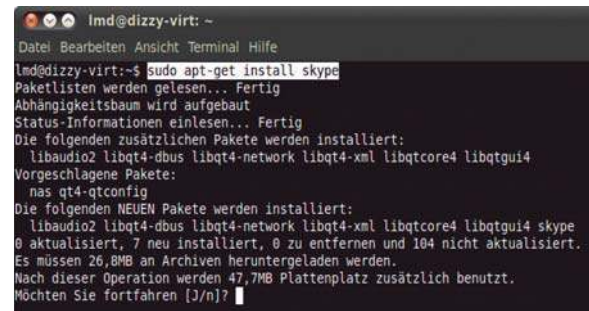 lmd@dizzy-virt: ~
Datei Bearbeiten Ansicht Terminal Hilfe
lmd@dizzy-virt:~$ sudo apt-get install skype
Paketlisten werden gelesen... Fertig
Abhängigkeitsbaum wird aufgebaut
Status-Informationen einlesen... Fertig
Die folgenden zusätzlichen Pakete werden installiert:
libaudio2 libqt4-dbus libqt4-network libqt4-xml libqtcore4 libqtgui4
Vorgeschlagene Pakete:
nas qt4-qtconfig
Die folgenden NEUEN Pakete werden installiert:
libaudio2 libqt4-dbus libqt4-network libqt4-xml libqtcore4 libqtgui4 skype
0 aktualisiert, 7 neu installiert, 0 zu entfernen und 104 nicht aktualisiert.
Es müssen 26,8MB an Archiven heruntergeladen werden.
Nach dieser Operation werden 47,7MB Plattenplatz zusätzlich benutzt.
Möchten Sie fortfahren [J/n]?